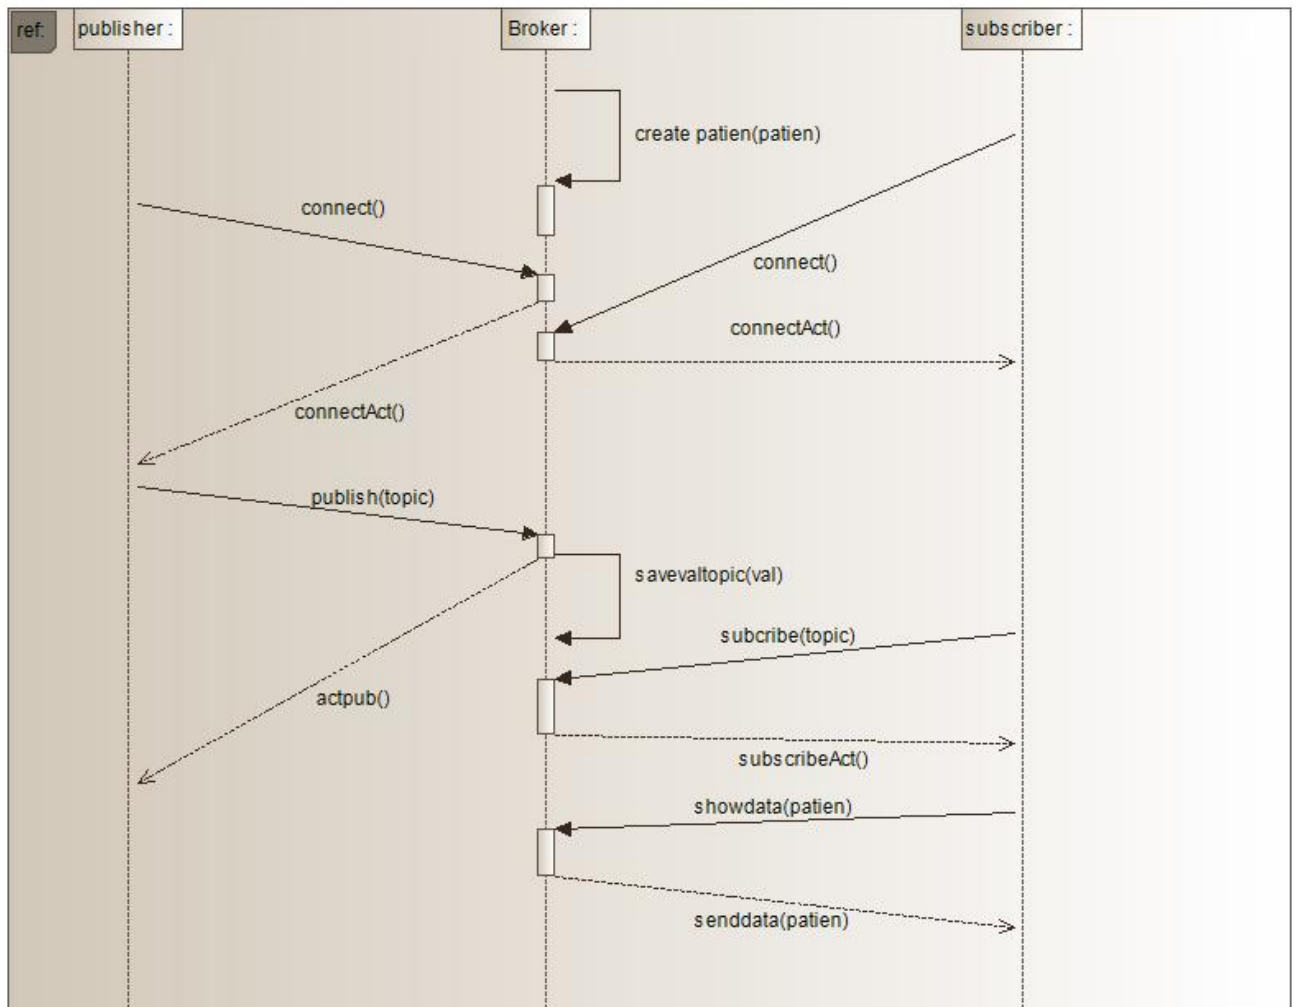 ref:
publisher :
Broker :
subscriber :
create patien(patien)
connect()
connect()
connectAct()
connectAct()
publish(topic)
savevaltopic(val)
subcribe(topic)
actpub()
subscribeAct()
showdata(patien)
senddata(patien)